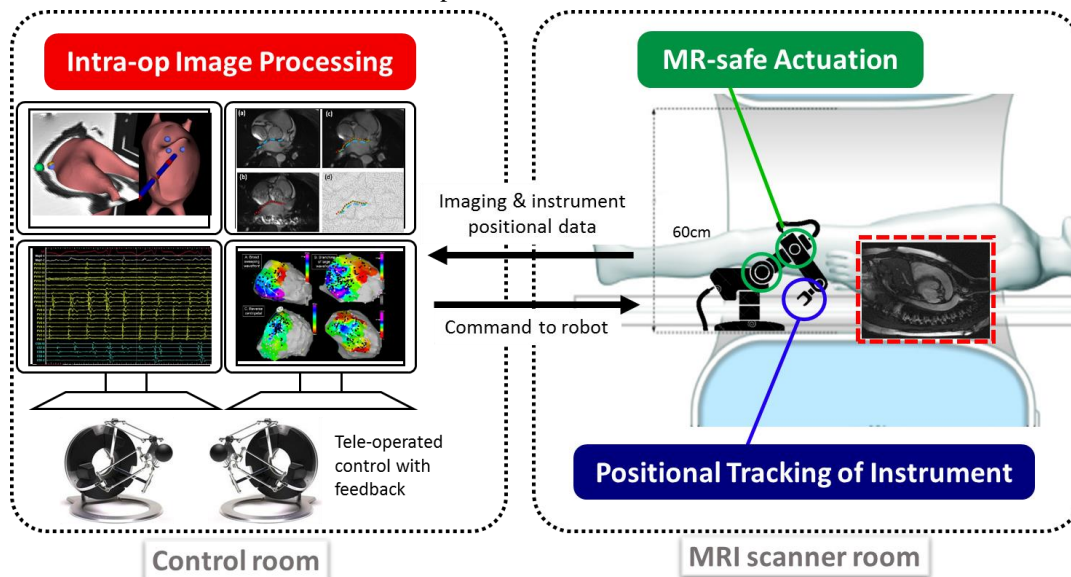 Intra-op Image Processing
(a)
(c)
(b)
(d)
Imaging & instrument
positional data
Command to robot
Tele-operated
control with
feedback
Control room
MR-safe Actuation
60cm
Positional Tracking of Instrument
MRI scanner room